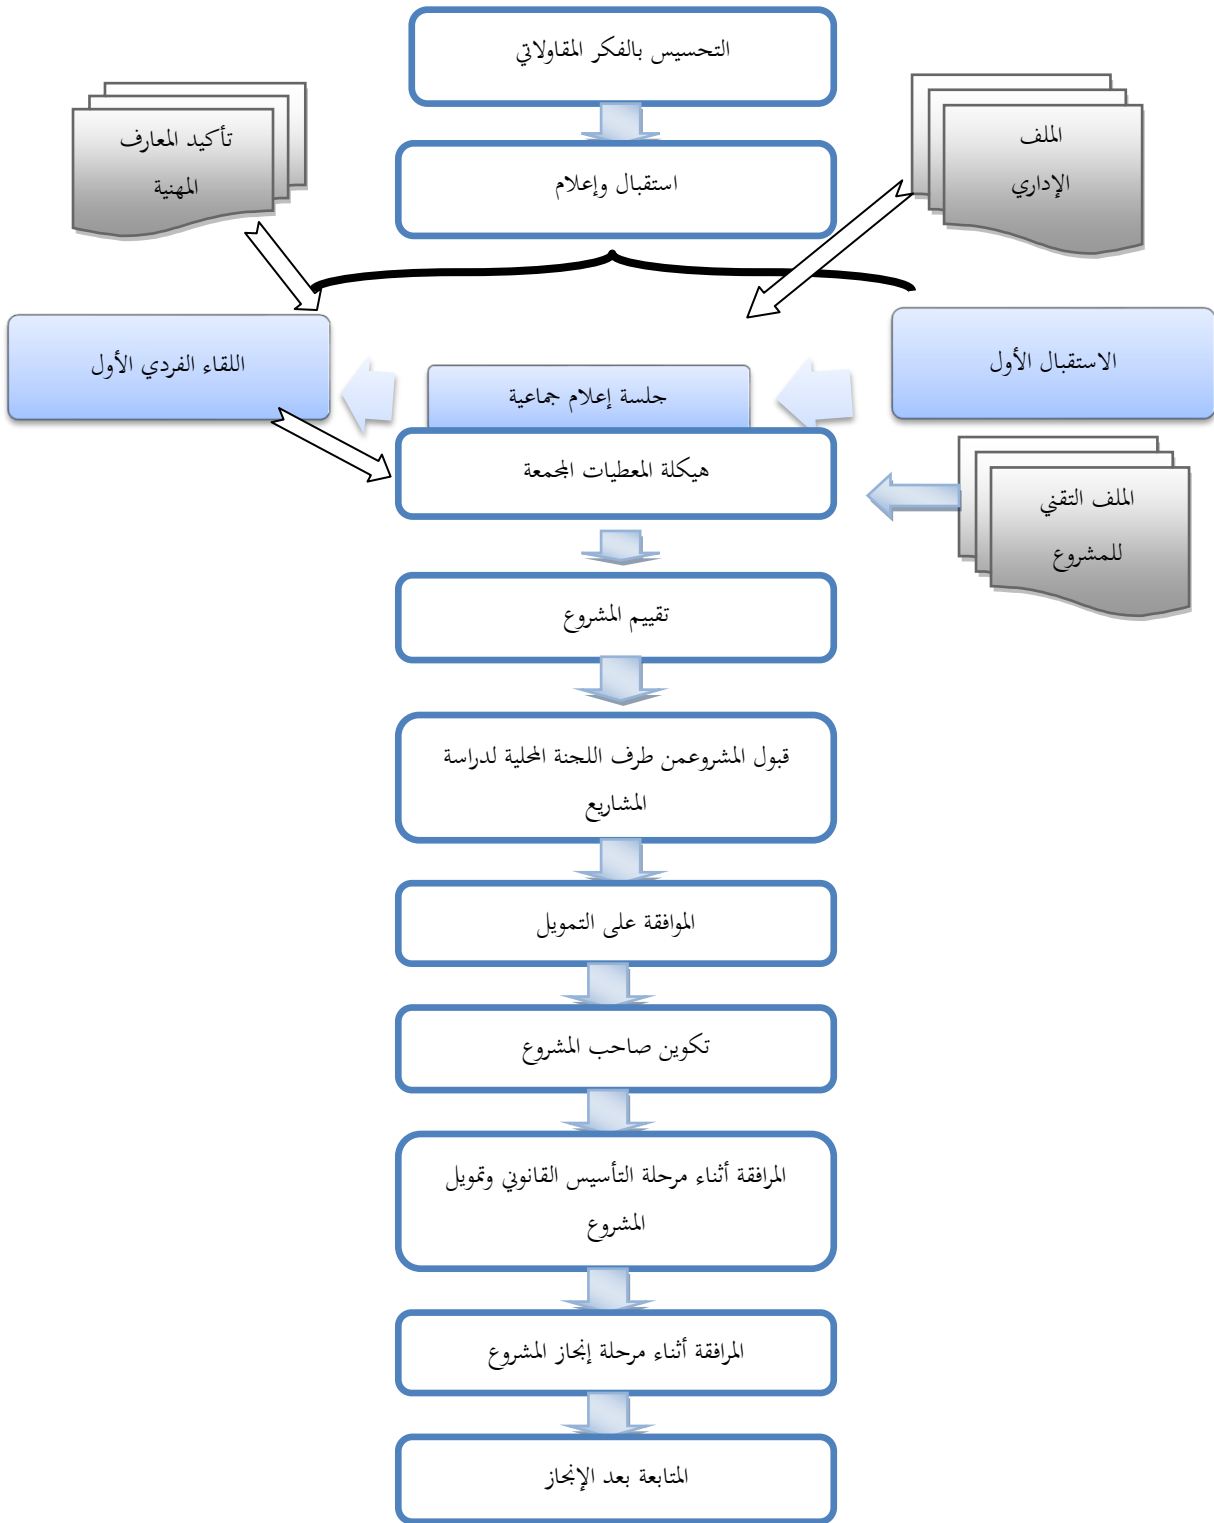 التحسيس بالفكر المقاولاتي
تأكيد المعارف
المهنية
الملف
الإداري
استقبال وإعلام
الاستقبال الأول
جلسة إعلام جماعية
اللقاء الفردي الأول
هيكلة المعطيات المجمعة
الملف التقني
للمشروع
تقييم المشروع
قبول المشروعمن طرف اللجنة المحلية لدراسة
المشاريع
الموافقة على التمويل
تكوين صاحب المشروع
المرافقة أثناء مرحلة التأسيس القانوني وتمويل
المشروع
المرافقة أثناء مرحلة إنجاز المشروع
المتابعة بعد الإنجاز